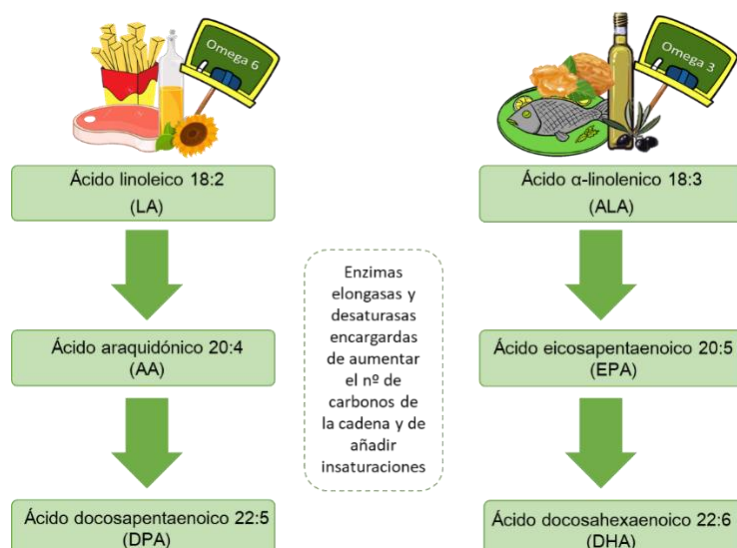 Omega 6
Ácido linoleico 18:2
(LA)
Ácido araquidónico 20:4
(AA)
Ácido docosapentaenoico 22:5
(DPA)
Enzimas
elongasas y
desaturasas
encargardas
de aumentar
el nº de
carbonos de
la cadena y de
añadir
insaturaciones
Omega 3
Ácido α-linolenico 18:3
(ALA)
Ácido eicosapentaenoico 20:5
(EPA)
Ácido docosahexaenoico 22:6
(DHA)